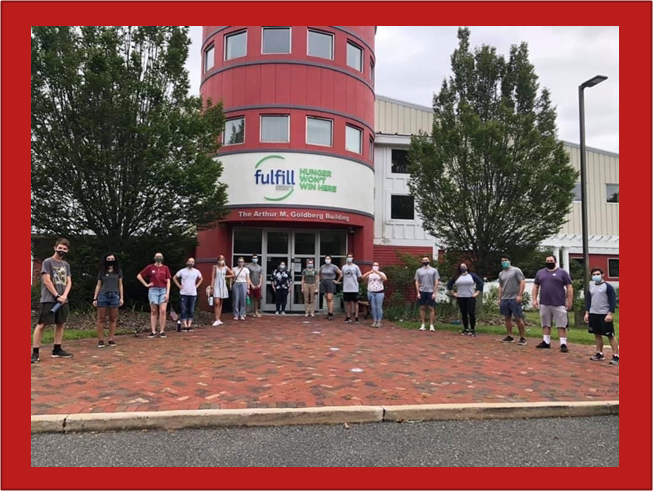 fulfill
HUNGER
WON'T
WIN HERE
The Arthur M. Goldberg Building